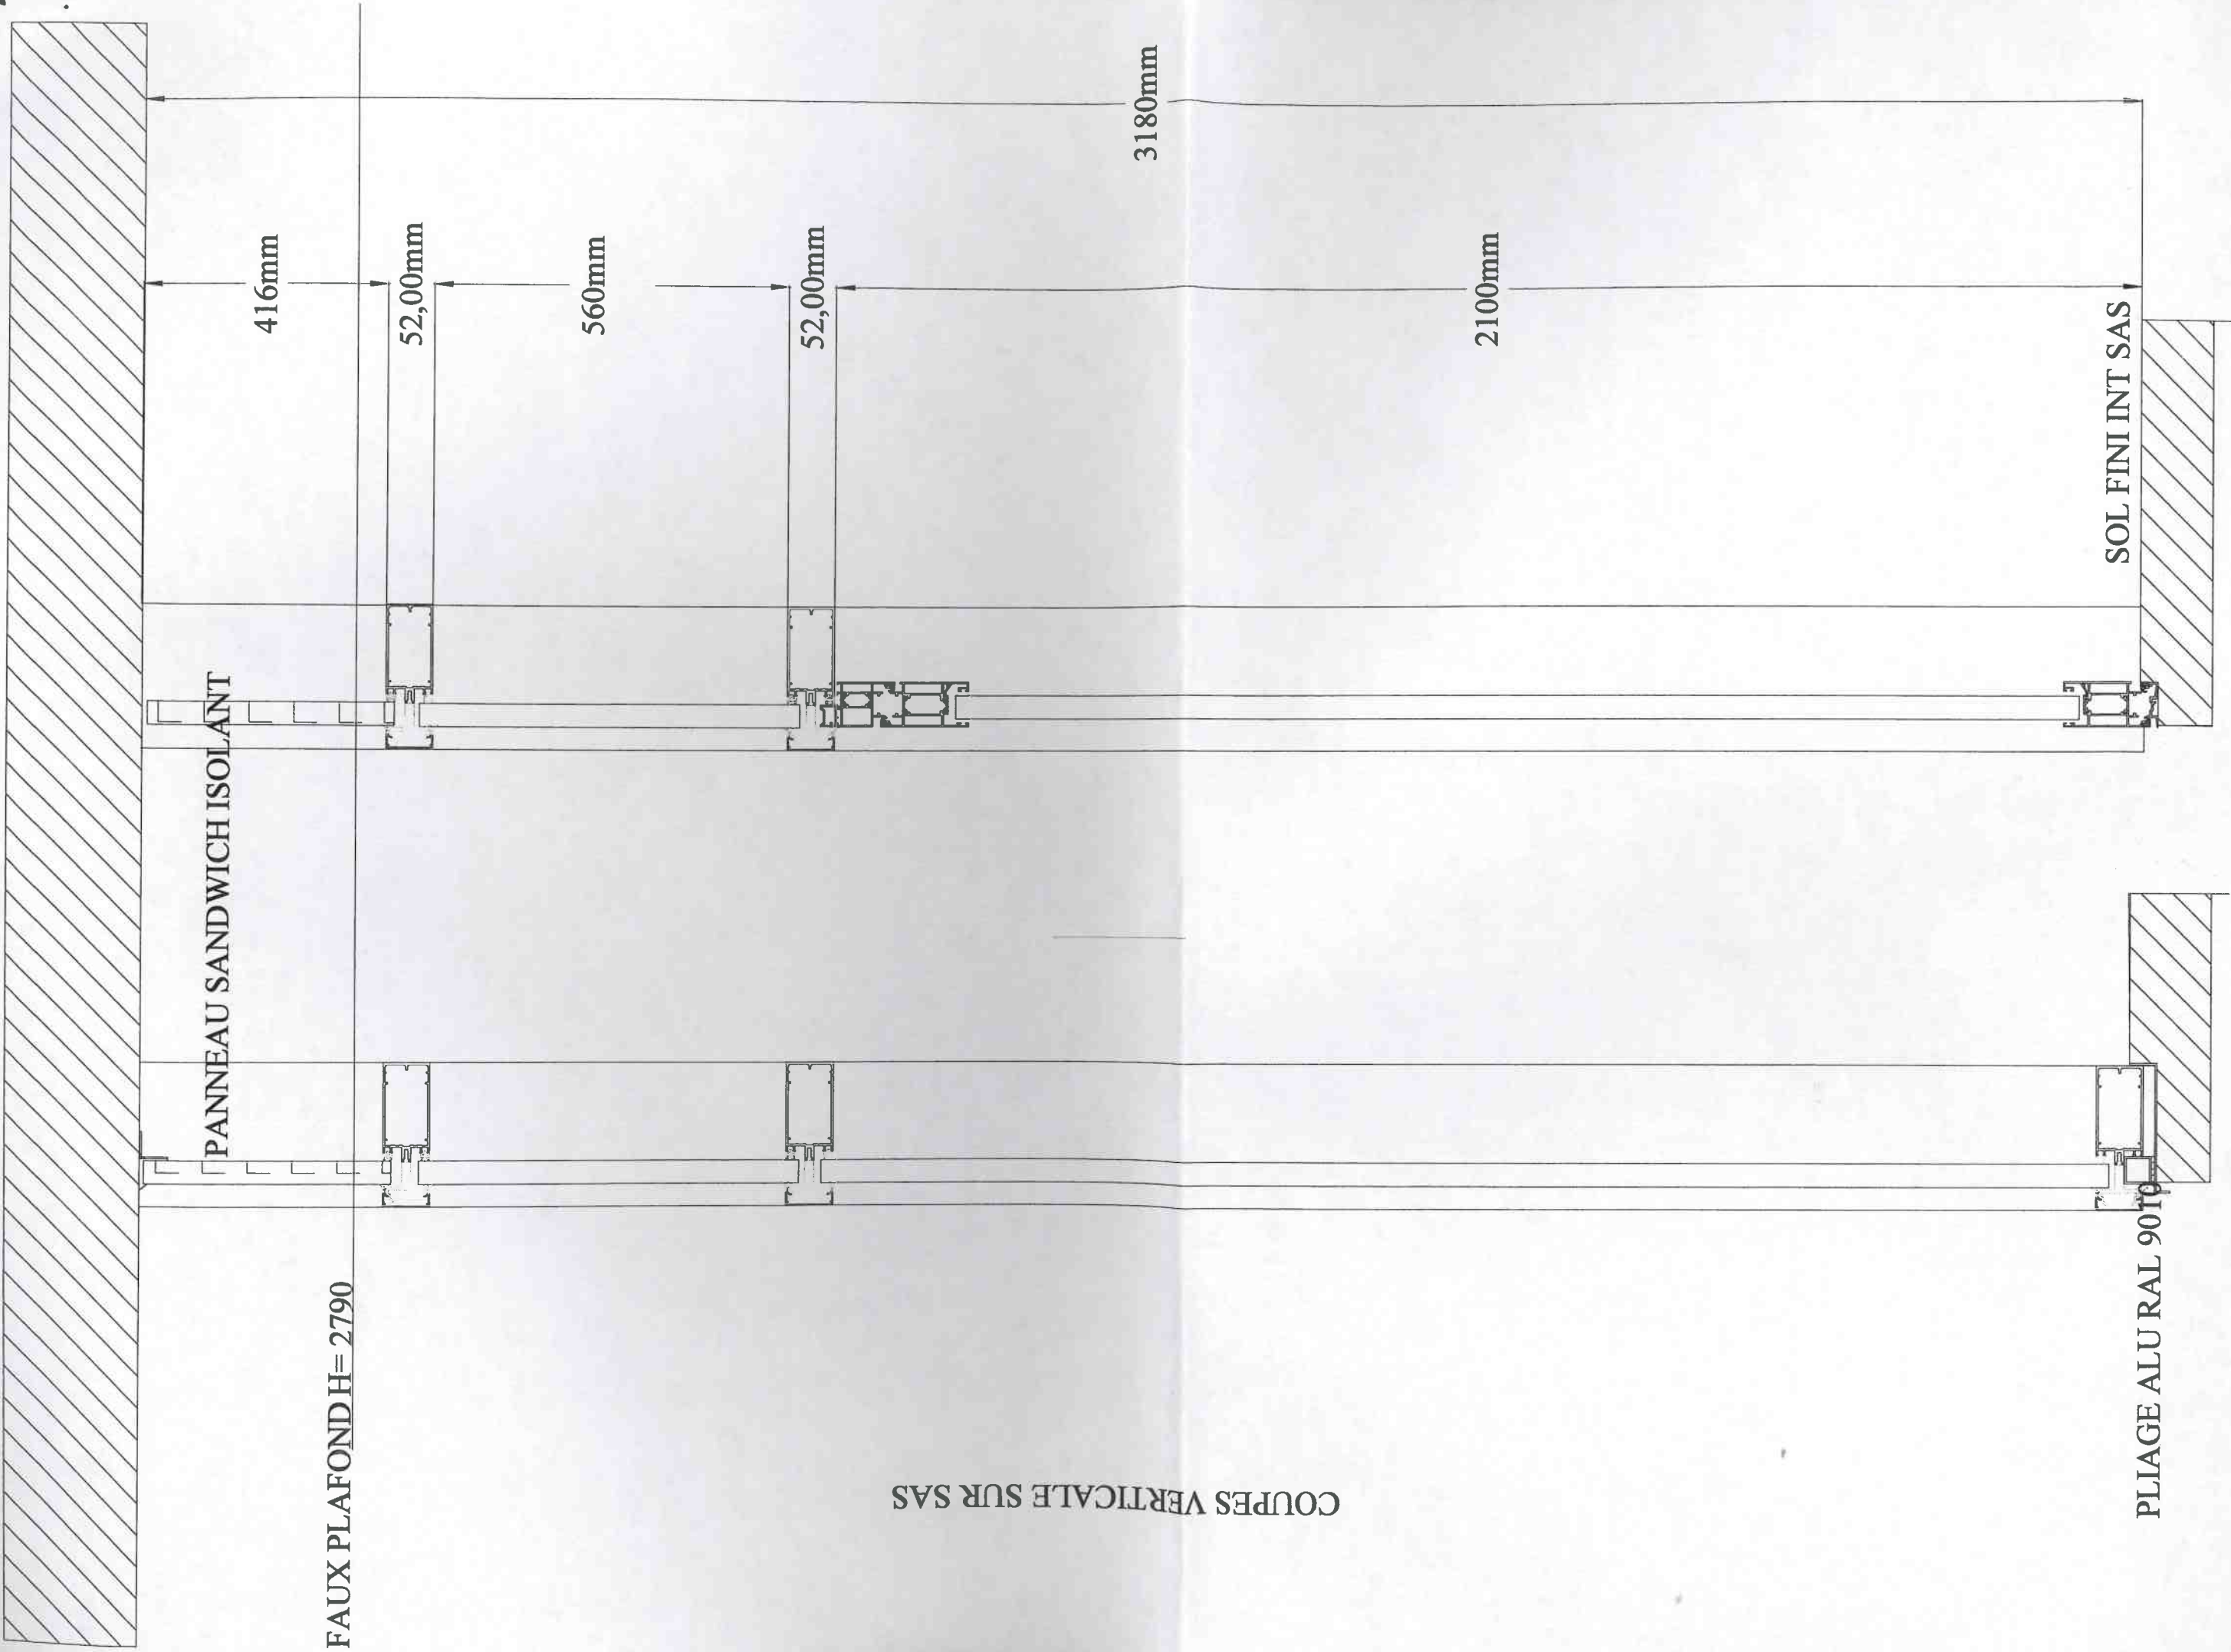 3180mm
416mm
52,00mm
560mm
52,00mm
2100mm
SOL FINI INT SAS
PANNEAU SANDWICH ISOLANT
FAUX PLAFOND H= 2790
PLIAGE ALU RAL 9010
COUPES VERTICALE SUR SAS